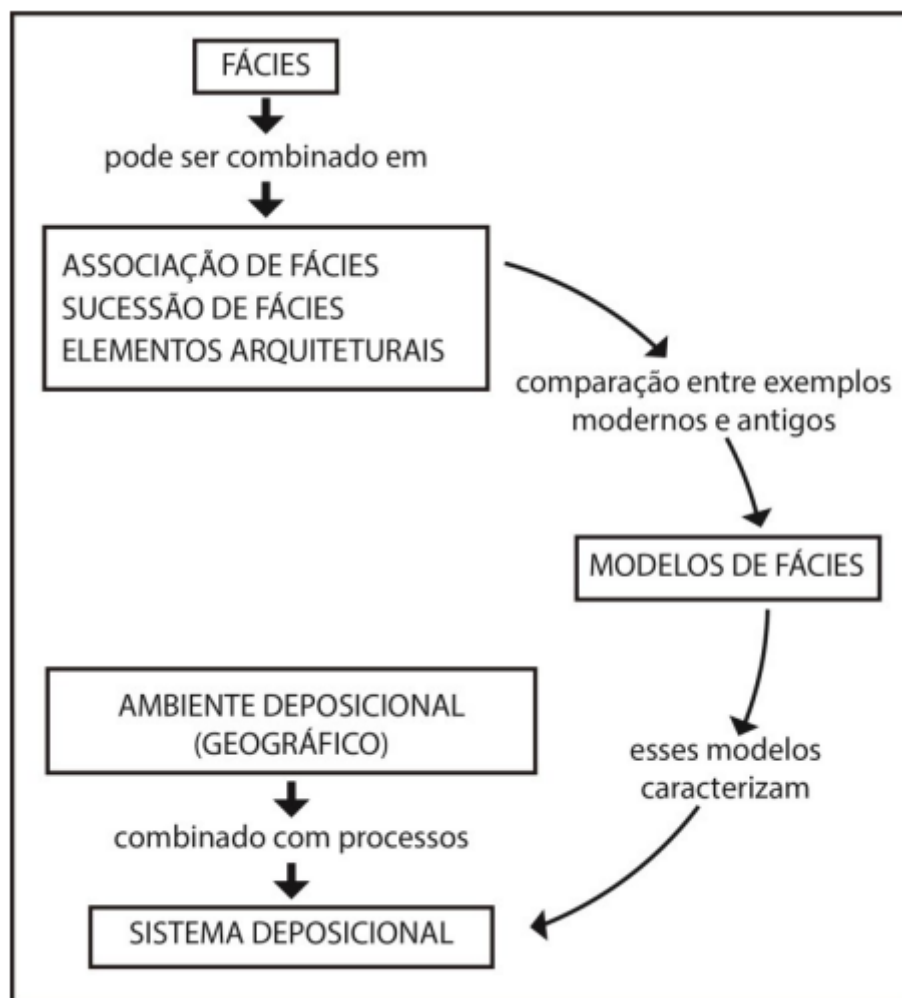 FÁCIES
pode ser combinado em
ASSOCIAÇÃO DE FÁCIES
SUCESSÃO DE FÁCIES
ELEMENTOS ARQUITETURAIS
comparação entre exemplos
modernos e antigos
MODELOS DE FÁCIES
esses modelos
caracterizam
AMBIENTE DEPOSICIONAL
(GEOGRÁFICO)
combinado com processos
SISTEMA DEPOSICIONAL